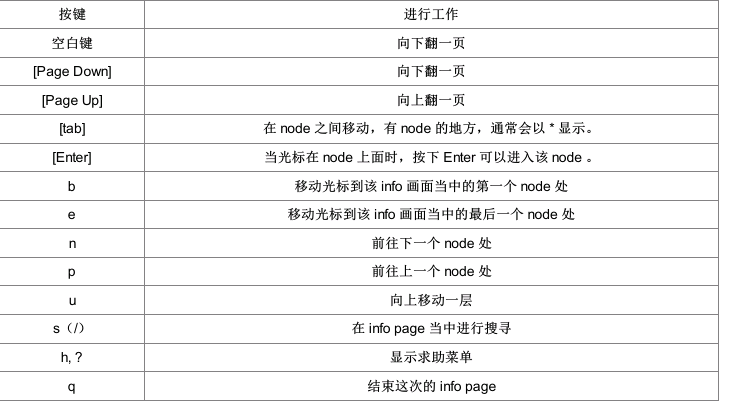 按键 进行工作
空白键 向下翻一页
[Page Down] 向下翻一页
[Page Up] 向上翻一页
[tab] 在 node 之间移动，有 node 的地方，通常会以 * 显示。
[Enter] 当光标在 node 上面时，按下 Enter 可以进入该 node 。
b 移动光标到该 info 画面当中的第一个 node 处
e 移动光标到该 info 画面当中的最后一个 node 处
n 前往下一个 node 处
p 前往上一个 node 处
u 向上移动一层
s（/） 在 info page 当中进行搜寻
h, ? 显示求助菜单
q 结束这次的 info page